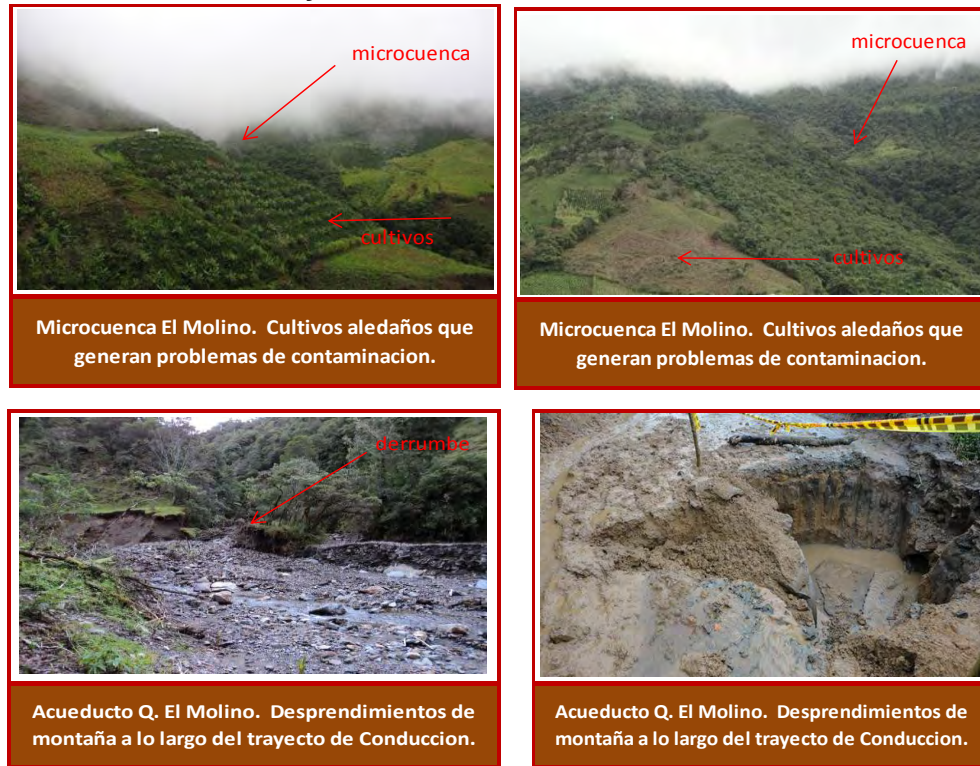 microcuenca
cultivos
Microcuenca El Molino. Cultivos aledaños que
generan problemas de contaminacion.
microcuenca
cultivos
Microcuenca El Molino. Cultivos aledaños que
generan problemas de contaminacion.
derrumbe
Acueducto Q. El Molino. Desprendimientos de
montaña a lo largo del trayecto de Conduccion.
Acueducto Q. El Molino. Desprendimientos de
montaña a lo largo del trayecto de Conduccion.